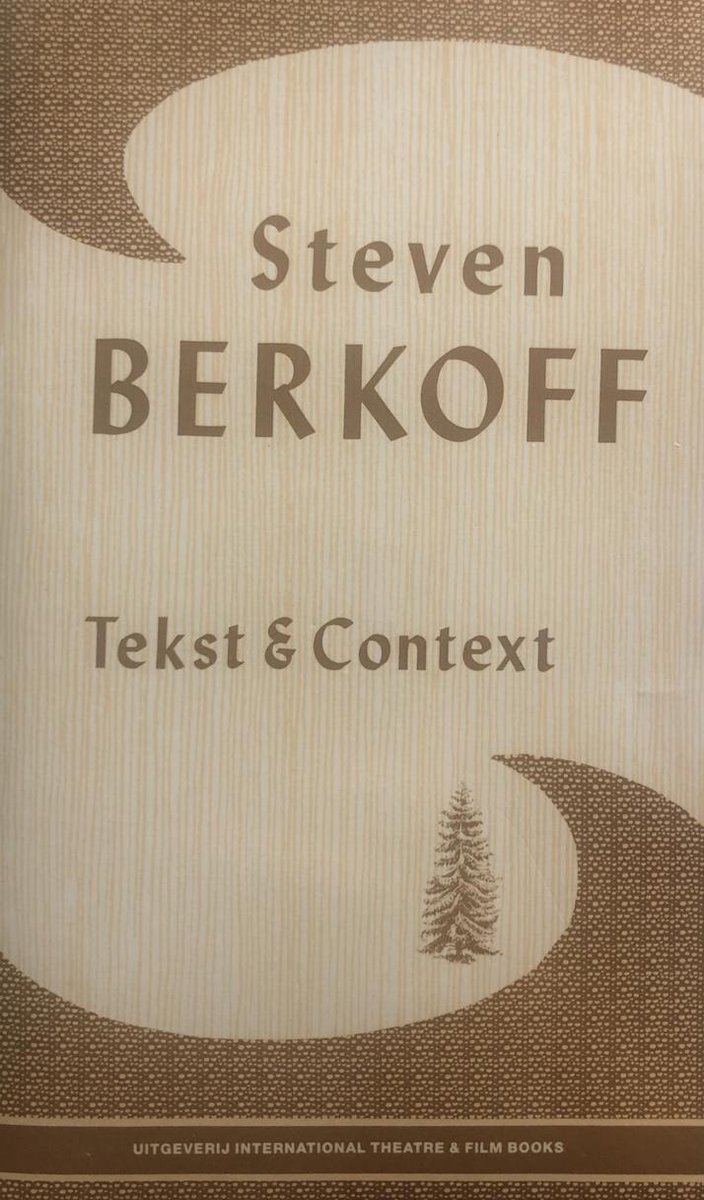 Steven
BERKOFF
Tekst & Context
UITGEVERIJ INTERNATIONAL THEATRE & FILM BOOKS